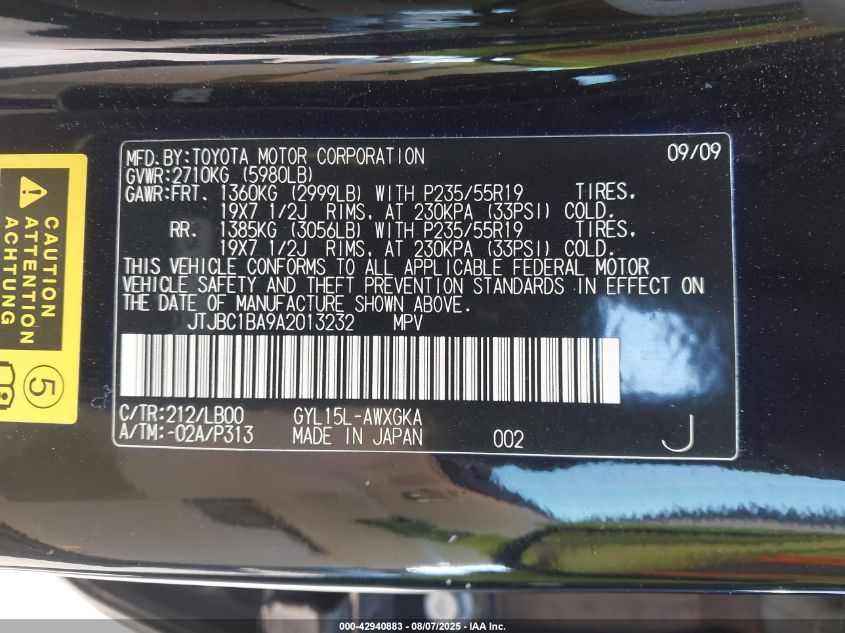 CAUTION
ATTENTION
ACHTUNG
5
MFD.BY:TOYOTA MOTOR CORPORATION 09/09
GVWR:2710KG (5980LB)
GAWR:FRT. 1360KG (2999LB) WITH P235/55R19 TIRES,
19X7 1/2J RIMS, AT 230KPA (33PSI) COLD.
RR. 1385KG (3056LB) WITH P235/55R19 TIRES,
19X7 1/2J RIMS, AT 230KPA (33PSI) COLD.
THIS VEHICLE CONFORMS TO ALL APPLICABLE FEDERAL MOTOR
VEHICLE SAFETY AND THEFT PREVENTION STANDARDS IN EFFECT ON
THE DATE OF MANUFACTURE SHOWN ABOVE.
JTJBC1BA9A2013232 MPV
C/TR:212/LB00 GYL15L-AWXGKA
A/TM:-02A/P313 MADE IN JAPAN 002 J
000-42940883 - 08/07/2025 - IAA Inc.